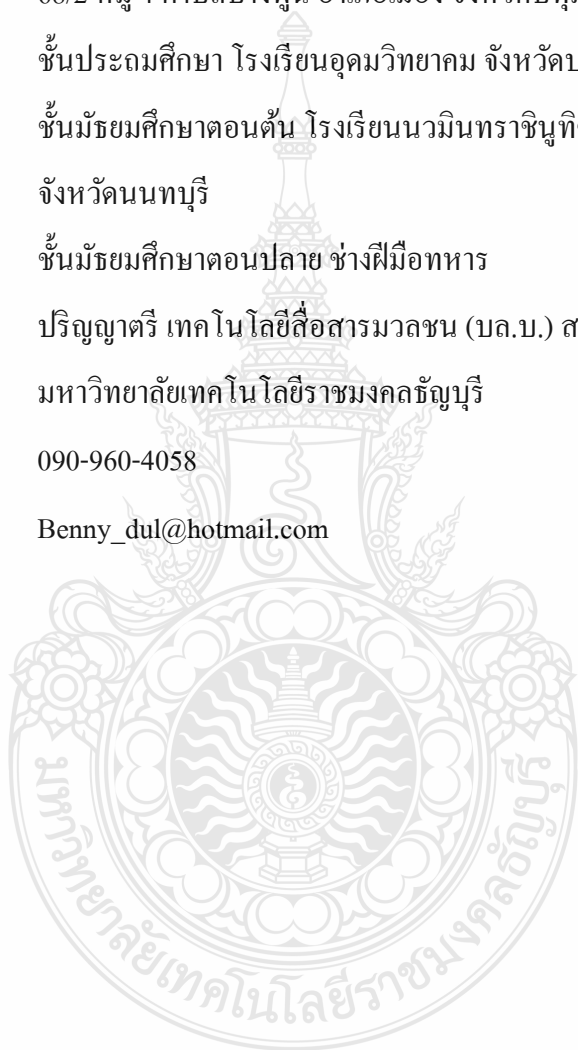 ชั้นประถมศึกษา โรงเรียนอุดมวิทยาคม
ชั้นมัธยมศึกษาตอนต้น โรงเรียนนวมินทราชินูทิ
จังหวัดนนทบุรี
ชั้นมัธยมศึกษาตอนปลาย ช่างฝีมือทหาร
ปริญญาตรี เทคโนโลยีสื่อสารมวลชน (บล.บ.) ส
มหาวิทยาลัยเทคโนโลยีราชมงคลธัญบุรี
090-960-4058
Benny_dul@hotmail.com
มหาวิทยาลัยเทคโนโลยีราชมงคลธัญบุรี